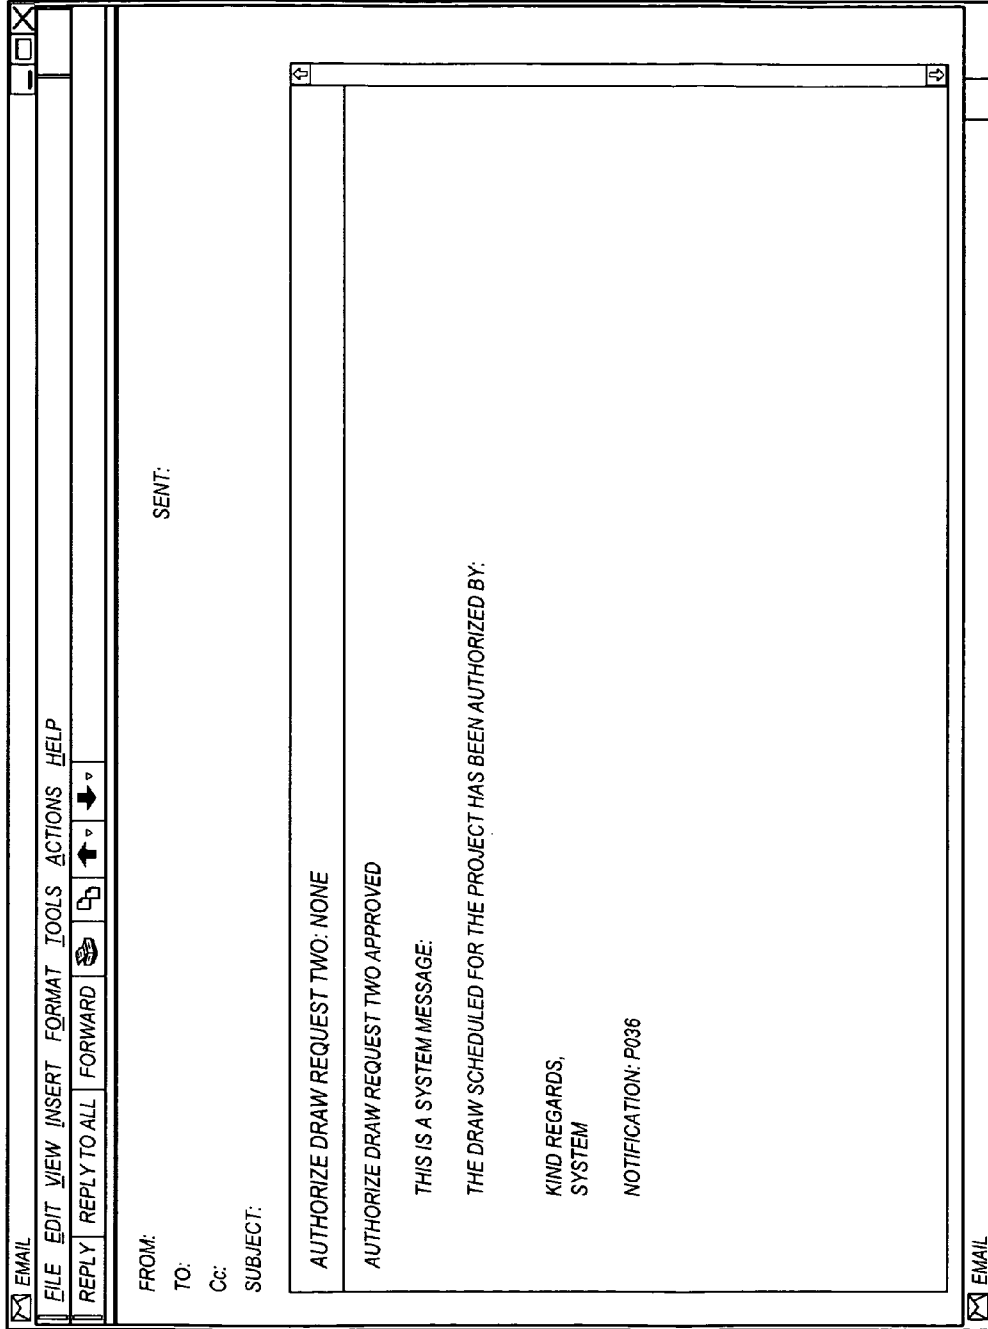 EMAIL
FILE EDIT VIEW INSERT FORMAT TOOLS ACTIONS HELP
REPLY REPLY TO ALL FORWARD
FROM:
SENT:
TO:
Cc:
SUBJECT:
AUTHORIZE DRAW REQUEST TWO: NONE
AUTHORIZE DRAW REQUEST TWO APPROVED
THIS IS A SYSTEM MESSAGE:
THE DRAW SCHEDULED FOR THE PROJECT HAS BEEN AUTHORIZED BY:
KIND REGARDS,
SYSTEM
NOTIFICATION: P036
EMAIL